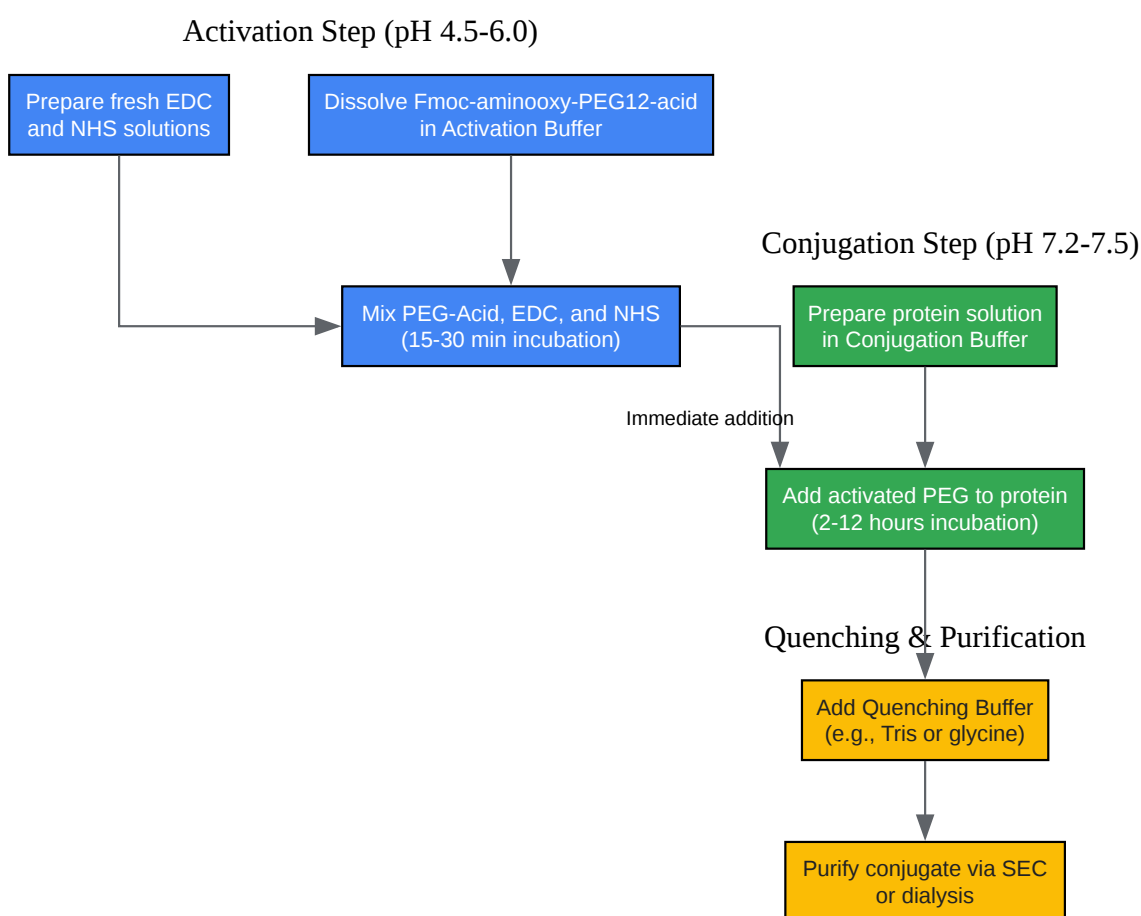 Activation Step (pH 4.5-6.0)
Prepare fresh EDC
and NHS solutions
Dissolve Fmoc-aminooxy-PEG12-acid
in Activation Buffer
Mix PEG-Acid, EDC, and NHS
(15-30 min incubation)
Conjugation Step (pH 7.2-7.5)
Prepare protein solution
in Conjugation Buffer
Immediate addition
Add activated PEG to protein
(2-12 hours incubation)
Quenching & Purification
Add Quenching Buffer
(e.g., Tris or glycine)
Purify conjugate via SEC
or dialysis